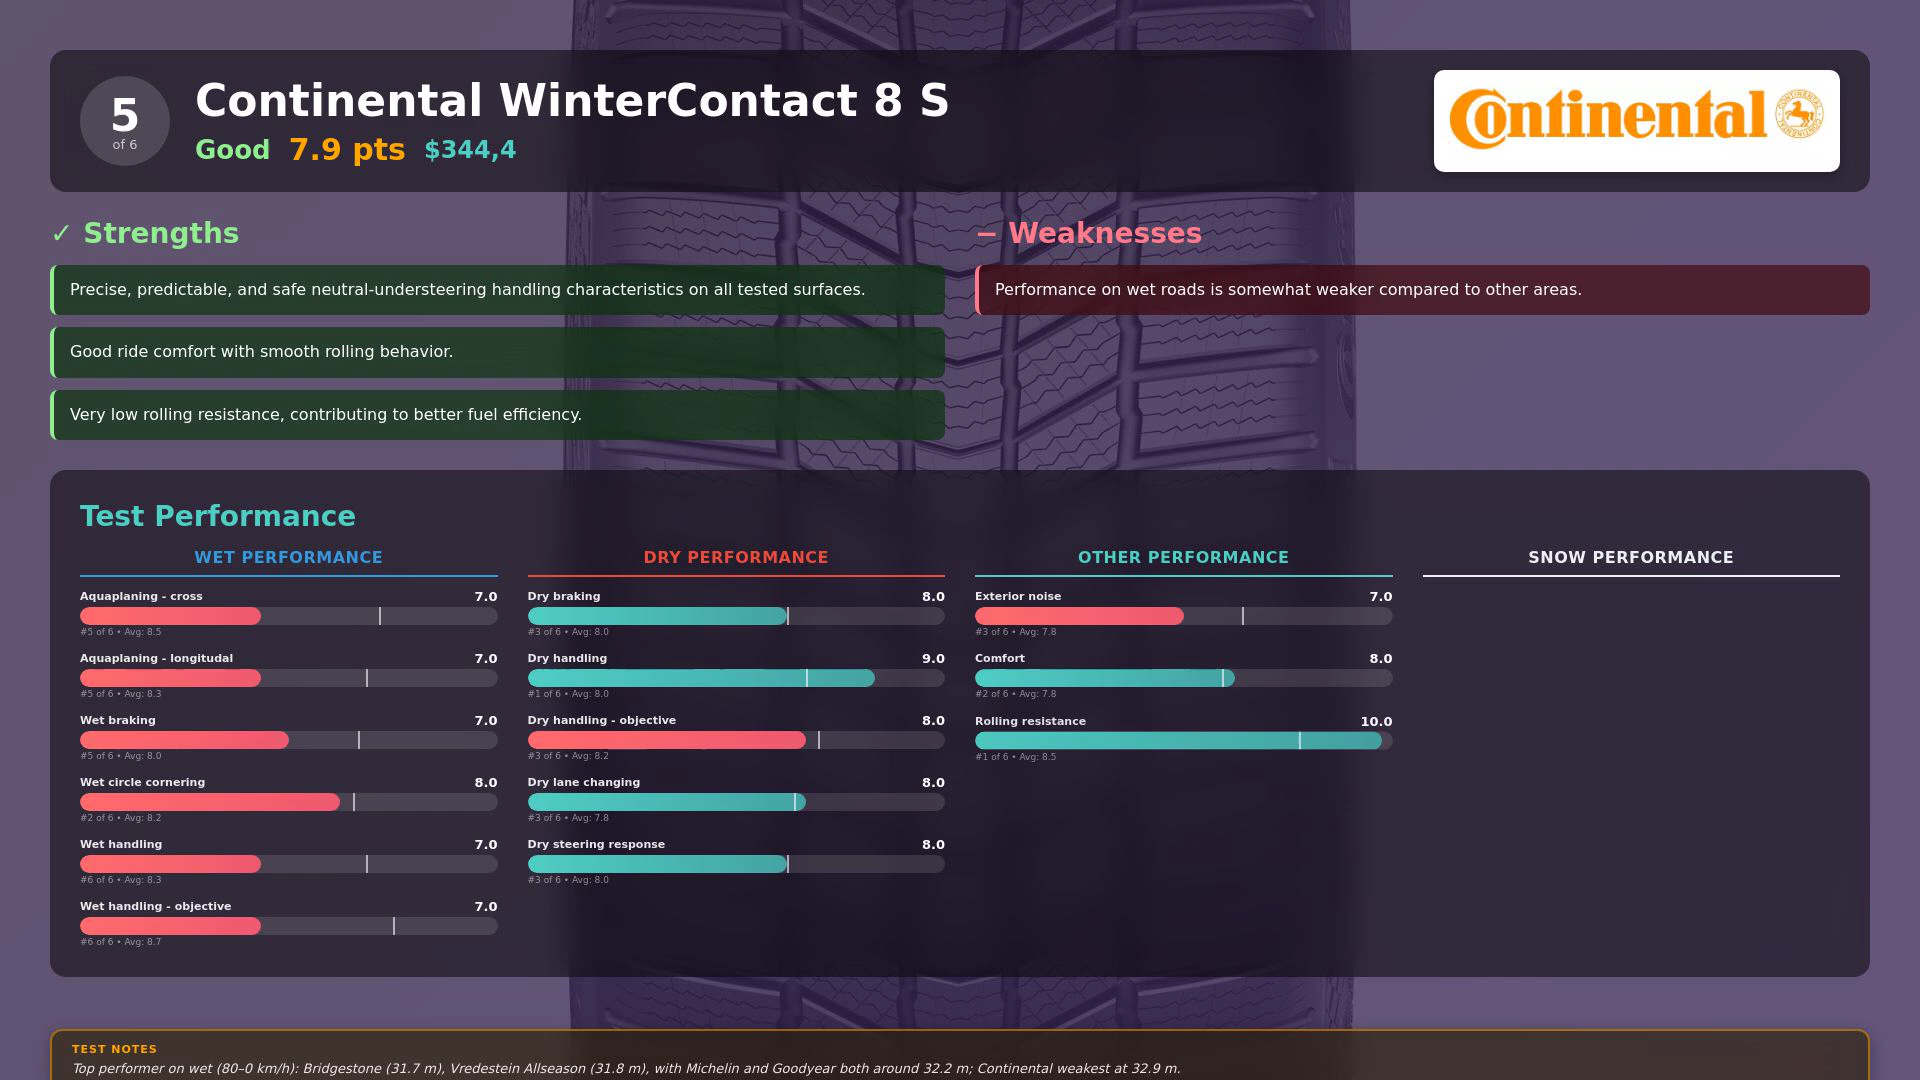 5
of 6
Continental WinterContact 8 S
Good 7.9 pts $344,4
Continental
✓ Strengths
Precise, predictable, and safe neutral-understeering handling characteristics on all tested surfaces.
Good ride comfort with smooth rolling behavior.
Very low rolling resistance, contributing to better fuel efficiency.
– Weaknesses
Performance on wet roads is somewhat weaker compared to other areas.
Test Performance
WET PERFORMANCE
Aquaplaning - cross 7.0
#5 of 6 • Avg: 8.5
Aquaplaning - longitudal 7.0
#5 of 6 • Avg: 8.3
Wet braking 7.0
#5 of 6 • Avg: 8.0
Wet circle cornering 8.0
#2 of 6 • Avg: 8.2
Wet handling 7.0
#6 of 6 • Avg: 8.3
Wet handling - objective 7.0
#6 of 6 • Avg: 8.7
DRY PERFORMANCE
Dry braking 8.0
#3 of 6 • Avg: 8.0
Dry handling 9.0
#1 of 6 • Avg: 8.0
Dry handling - objective 8.0
#3 of 6 • Avg: 8.2
Dry lane changing 8.0
#3 of 6 • Avg: 7.8
Dry steering response 8.0
#3 of 6 • Avg: 8.0
OTHER PERFORMANCE
Exterior noise 7.0
#3 of 6 • Avg: 7.8
Comfort 8.0
#2 of 6 • Avg: 7.8
Rolling resistance 10.0
#1 of 6 • Avg: 8.5
SNOW PERFORMANCE
TEST NOTES
Top performer on wet (80–0 km/h): Bridgestone (31.7 m), Vredestein Allseason (31.8 m), with Michelin and Goodyear both around 32.2 m; Continental weakest at 32.9 m.